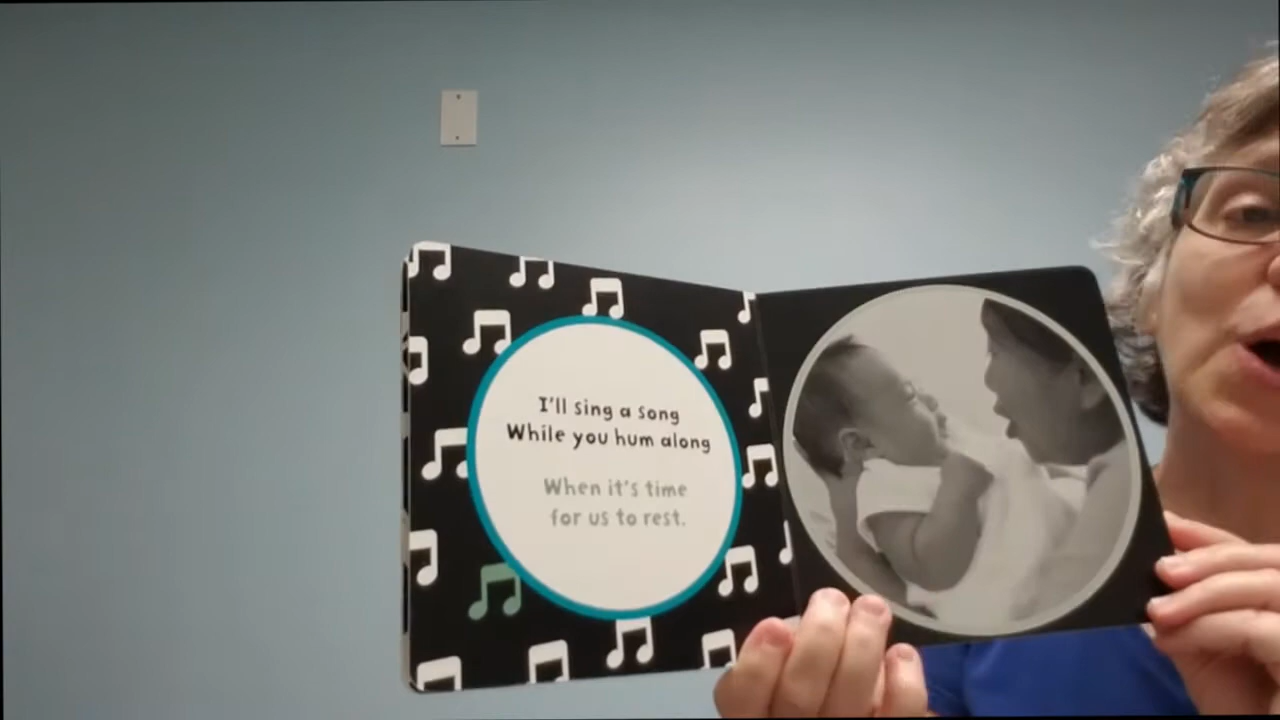 I'll sing a song
While you hum along
When it's time
for us to rest.